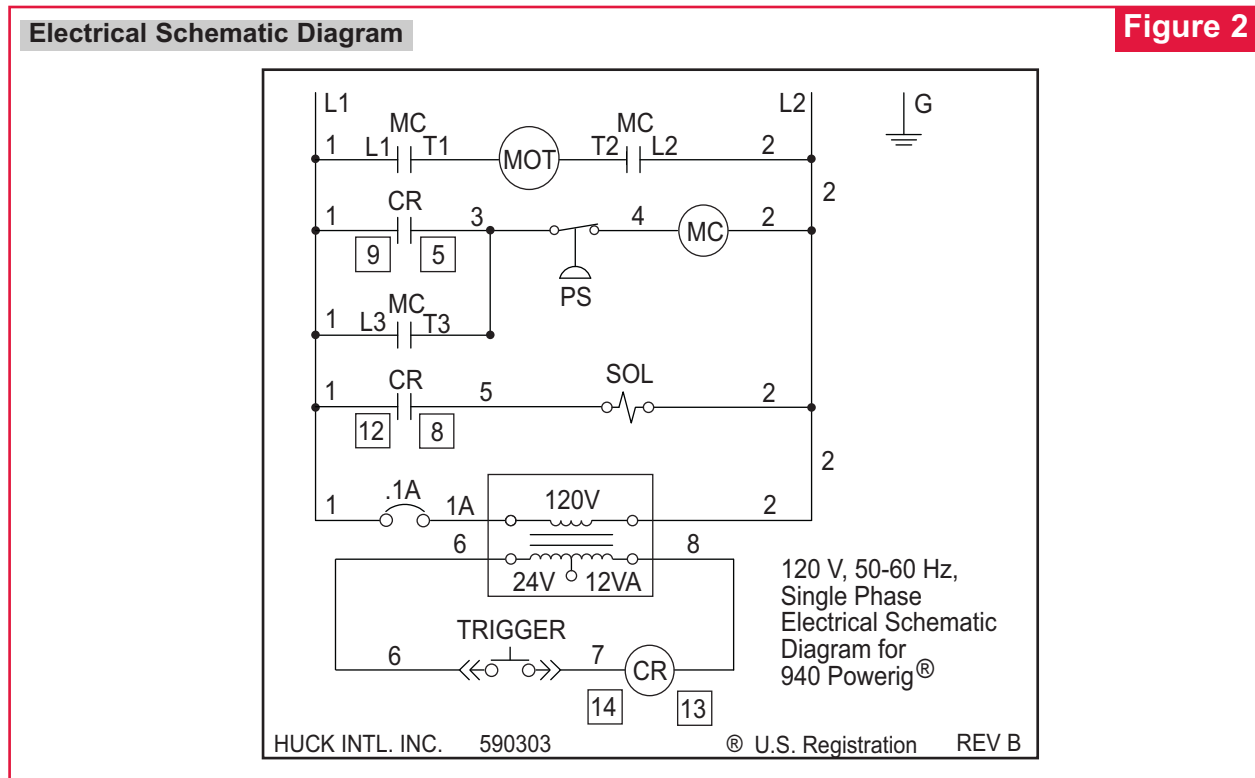 Electrical Schematic Diagram
Figure 2
L1 L2 G
MC MC
1 L1 T1 MOT T2 L2 2
2
CR
1 3 4 MC 2
9 5
PS
MC
1 L3 T3
CR SOL
1 5 2
12 8
2
.1A 120V
1 1A 2
6 8
24V 12VA
TRIGGER
6 7 CR
14 13
120 V, 50-60 Hz,
Single Phase
Electrical Schematic
Diagram for
940 Powerig®
HUCK INTL. INC. 590303 ® U.S. Registration REV B